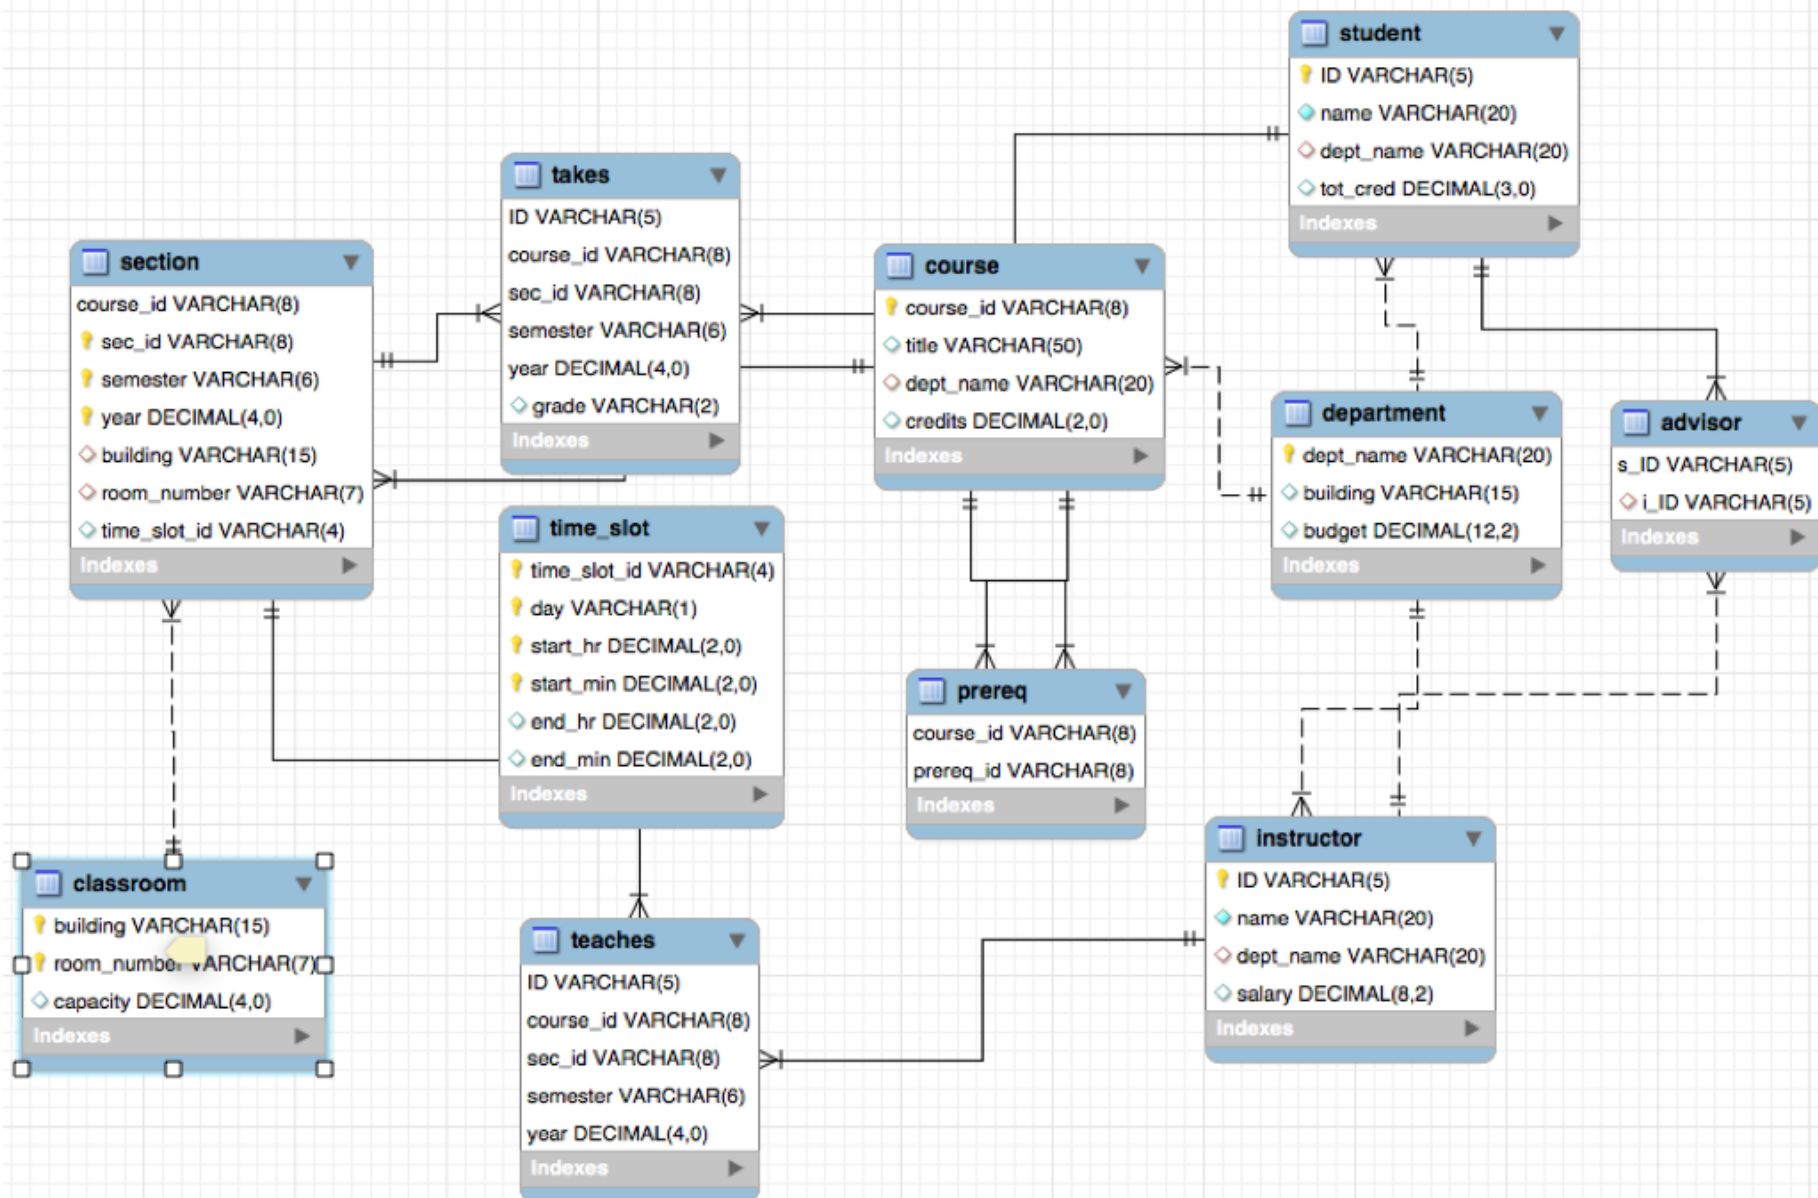 student
ID VARCHAR(5)
name VARCHAR(20)
dept_name VARCHAR(20)
tot_cred DECIMAL(3,0)
Indexes
takes
ID VARCHAR(5)
course_id VARCHAR(8)
sec_id VARCHAR(8)
semester VARCHAR(6)
year DECIMAL(4,0)
grade VARCHAR(2)
Indexes
section
course_id VARCHAR(8)
sec_id VARCHAR(8)
semester VARCHAR(6)
year DECIMAL(4,0)
building VARCHAR(15)
room_number VARCHAR(7)
time_slot_id VARCHAR(4)
Indexes
course
course_id VARCHAR(8)
title VARCHAR(50)
dept_name VARCHAR(20)
credits DECIMAL(2,0)
Indexes
department
dept_name VARCHAR(20)
building VARCHAR(15)
budget DECIMAL(12,2)
Indexes
advisor
s_ID VARCHAR(5)
i_ID VARCHAR(5)
Indexes
time_slot
time_slot_id VARCHAR(4)
day VARCHAR(1)
start_hr DECIMAL(2,0)
start_min DECIMAL(2,0)
end_hr DECIMAL(2,0)
end_min DECIMAL(2,0)
Indexes
prereq
course_id VARCHAR(8)
prereq_id VARCHAR(8)
Indexes
classroom
building VARCHAR(15)
room_number VARCHAR(7)
capacity DECIMAL(4,0)
Indexes
instructor
ID VARCHAR(5)
name VARCHAR(20)
dept_name VARCHAR(20)
salary DECIMAL(8,2)
Indexes
teaches
ID VARCHAR(5)
course_id VARCHAR(8)
sec_id VARCHAR(8)
semester VARCHAR(6)
year DECIMAL(4,0)
Indexes